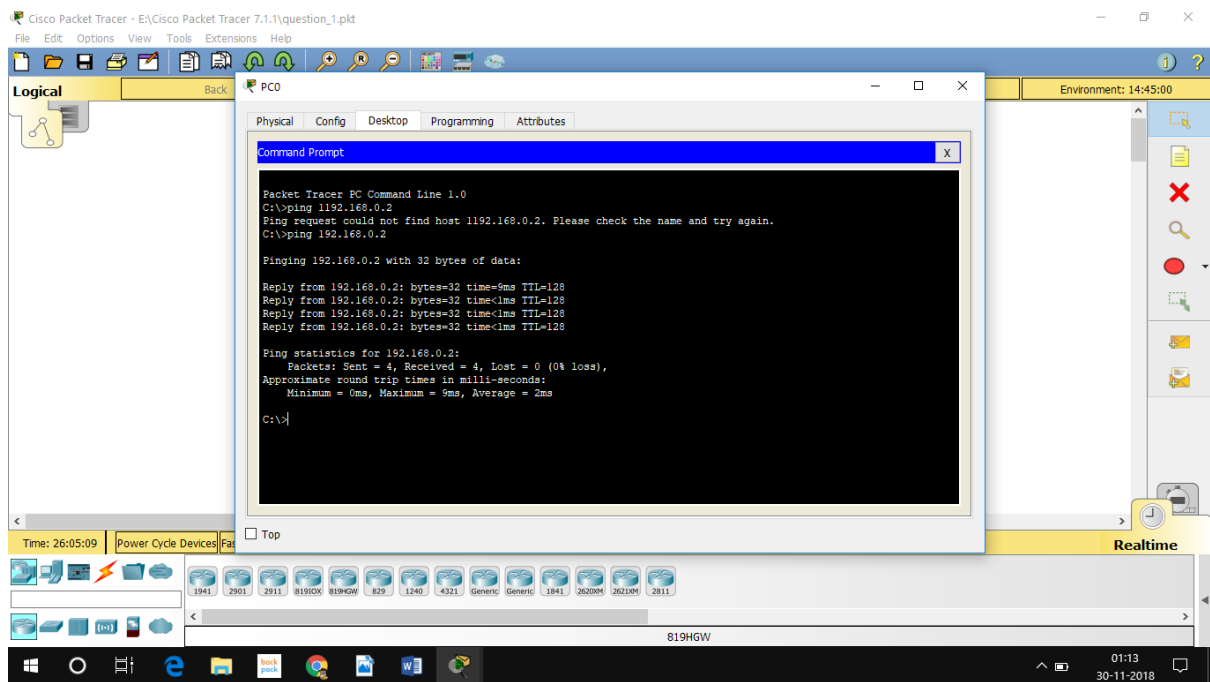 Cisco Packet Tracer - E:\Cisco Packet Tracer 7.1.1\question_1.pkt
File Edit Options View Tools Extensions Help
Logical
Back
Environment: 14:45:00
PC0
Physical Config Desktop Programming Attributes
Command Prompt
X
Packet Tracer PC Command Line 1.0
C:\>ping 1192.168.0.2
Ping request could not find host 1192.168.0.2. Please check the name and try again.
C:\>ping 192.168.0.2
Pinging 192.168.0.2 with 32 bytes of data:
Reply from 192.168.0.2: bytes=32 time=9ms TTL=128
Reply from 192.168.0.2: bytes=32 time<1ms TTL=128
Reply from 192.168.0.2: bytes=32 time<1ms TTL=128
Reply from 192.168.0.2: bytes=32 time<1ms TTL=128
Ping statistics for 192.168.0.2:
Packets: Sent = 4, Received = 4, Lost = 0 (0% loss),
Approximate round trip times in milli-seconds:
Minimum = 0ms, Maximum = 9ms, Average = 2ms
C:\>
Top
Time: 26:05:09 Power Cycle Devices Fas
Realtime
1941 2901 2911 819IOX 819HGW 829 1240 4321 Generic Generic 1841 2620XM 2621XM 2811
819HGW
back pack
01:13
30-11-2018